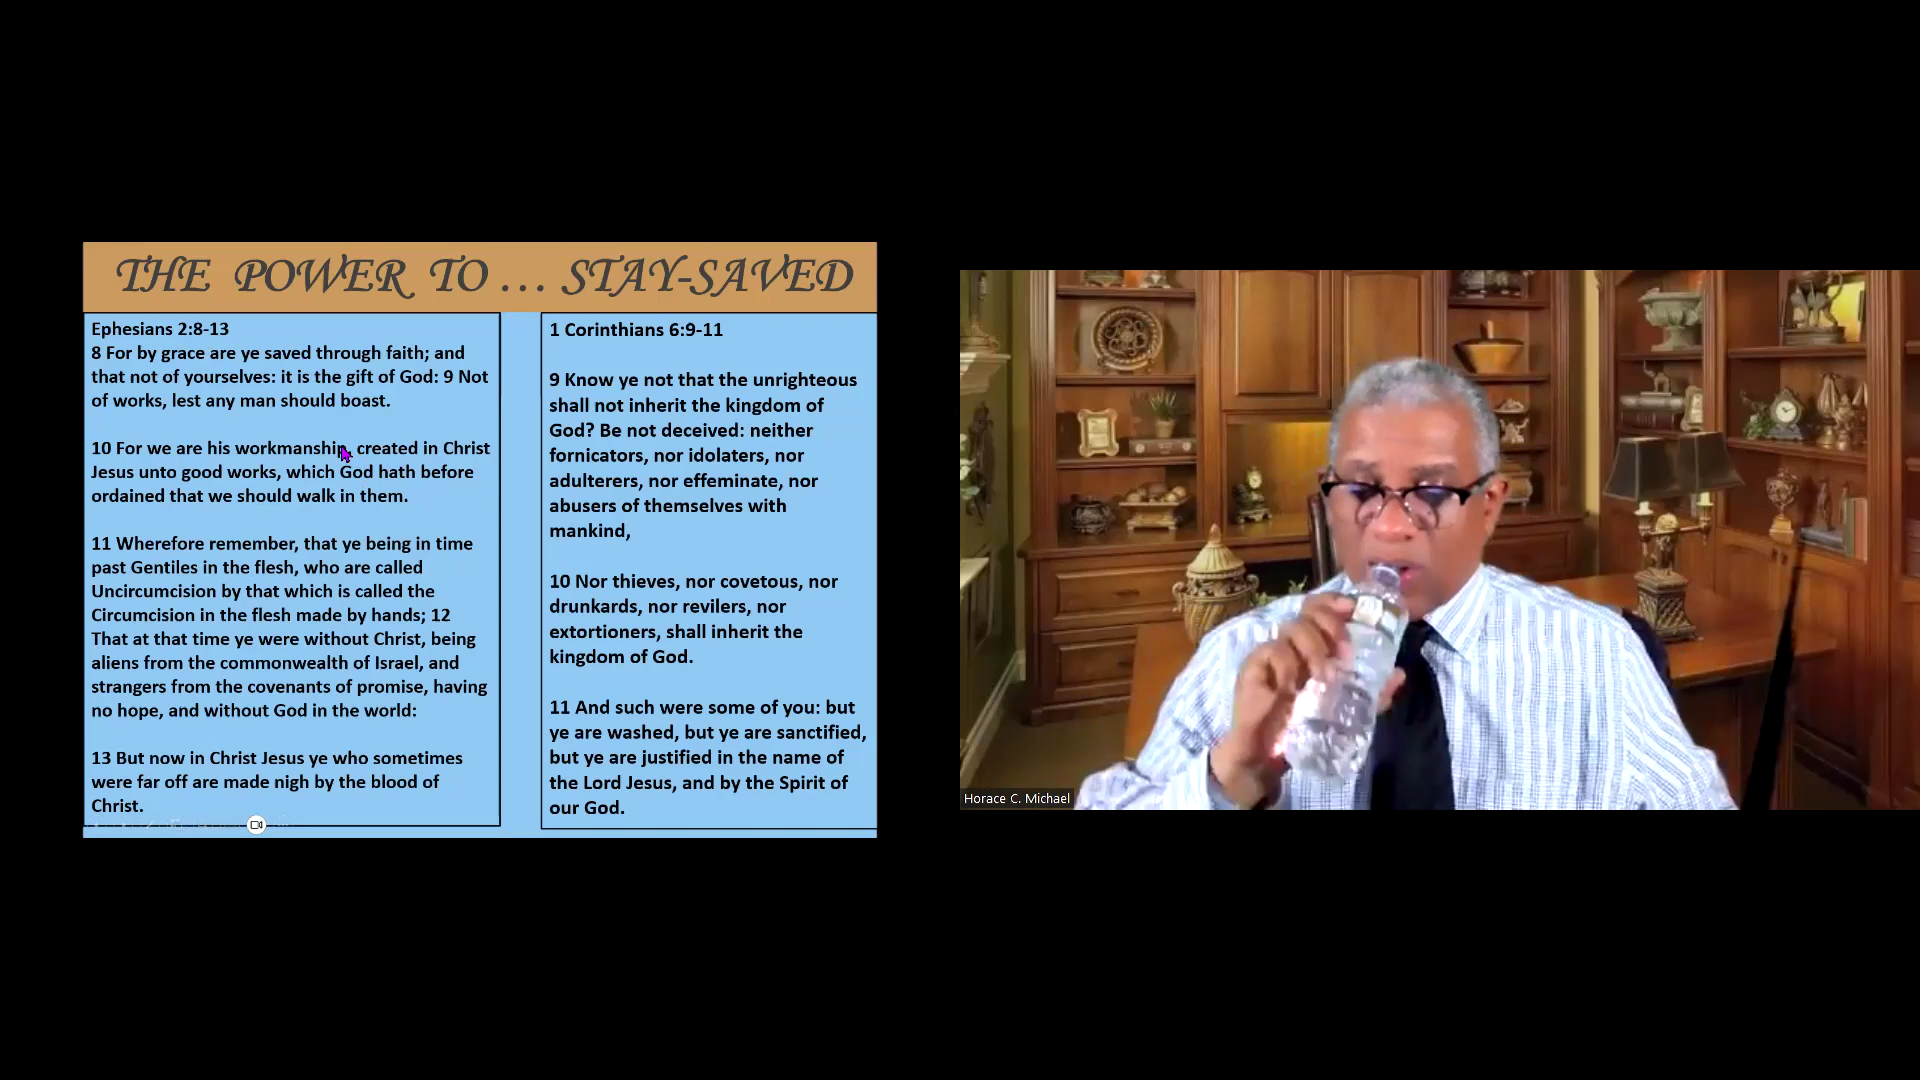 THE POWER TO ... STAY-SAVED
Ephesians 2:8-13
8 For by grace are ye saved through faith; and
that not of yourselves: it is the gift of God: 9 Not
of works, lest any man should boast.
10 For we are his workmanship, created in Christ
Jesus unto good works, which God hath before
ordained that we should walk in them.
11 Wherefore remember, that ye being in time
past Gentiles in the flesh, who are called
Uncircumcision by that which is called the
Circumcision in the flesh made by hands; 12
That at that time ye were without Christ, being
aliens from the commonwealth of Israel, and
strangers from the covenants of promise, having
no hope, and without God in the world:
13 But now in Christ Jesus ye who sometimes
were far off are made nigh by the blood of
Christ.
1 Corinthians 6:9-11
9 Know ye not that the unrighteous
shall not inherit the kingdom of
God? Be not deceived: neither
fornicators, nor idolaters, nor
adulterers, nor effeminate, nor
abusers of themselves with
mankind,
10 Nor thieves, nor covetous, nor
drunkards, nor revilers, nor
extortioners, shall inherit the
kingdom of God.
11 And such were some of you: but
ye are washed, but ye are sanctified,
but ye are justified in the name of
the Lord Jesus, and by the Spirit of
our God.
Horace C. Michael